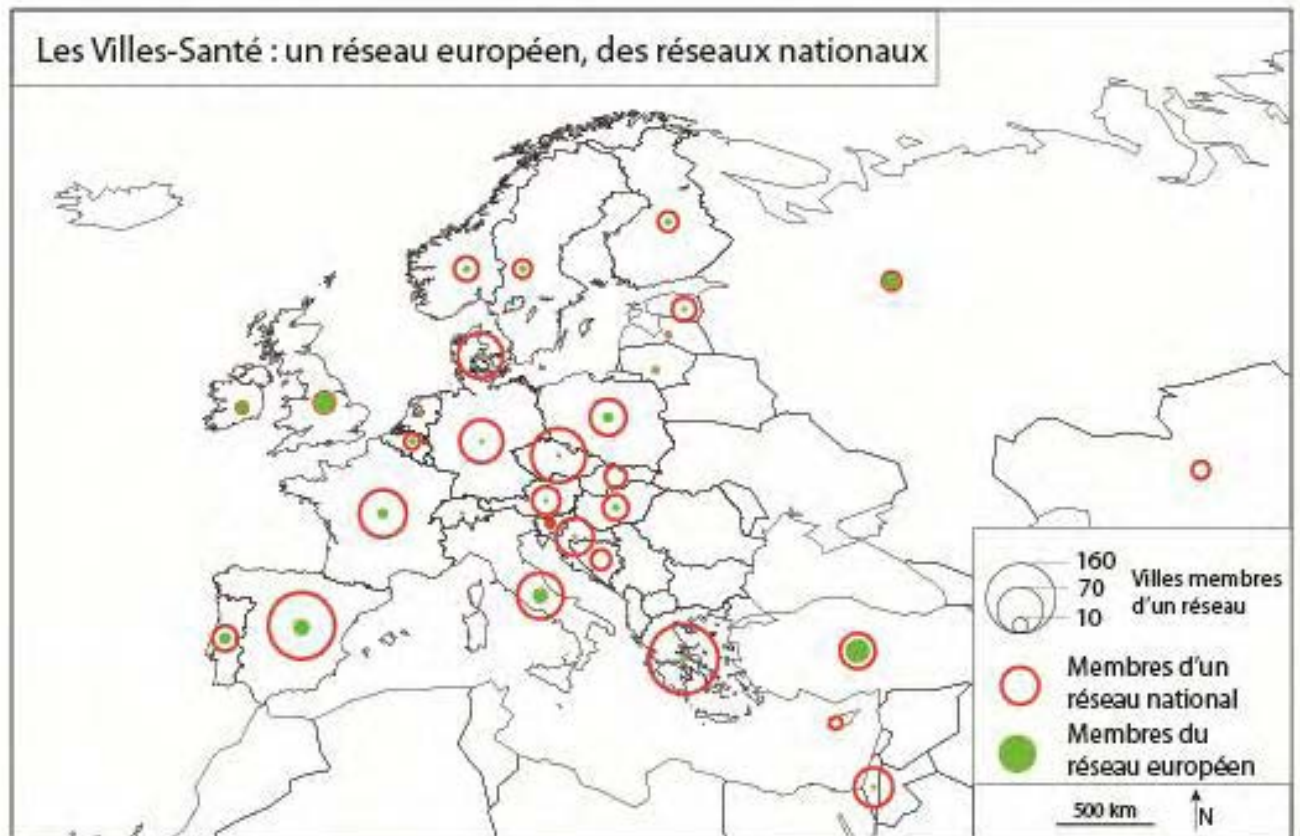 Les Villes-Santé : un réseau européen, des réseaux nationaux
160
70
10
Villes membres
d'un réseau
Membres d'un
réseau national
Membres du
réseau européen
500 km
N